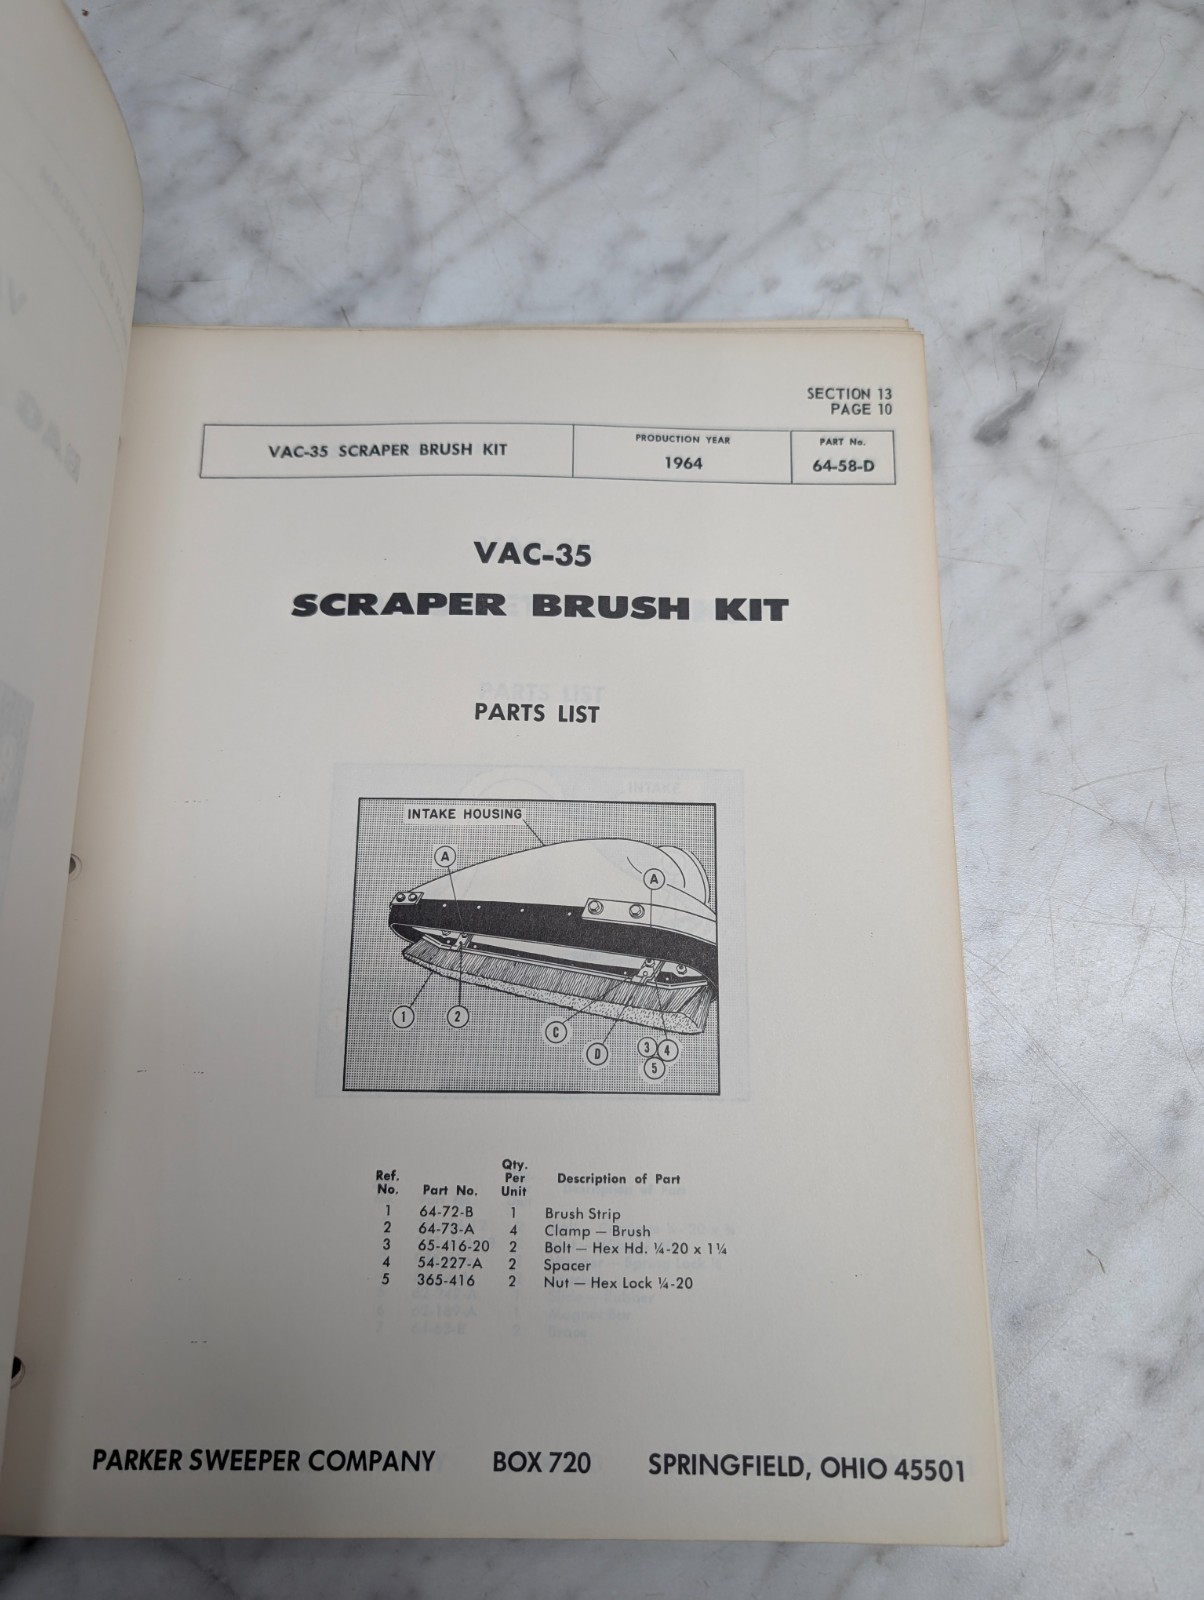 SECTION 13
PAGE 10
VAC-35 SCRAPER BRUSH KIT
PRODUCTION YEAR
1964
PART No.
64-58-D
VAC-35
SCRAPER BRUSH KIT
PARTS LIST
PARTS LIST
INTAKE
INTAKE HOUSING
A
A
1
2
C
D
3
4
5
Ref. No. Part No. Qty. Per Unit Description of Part
1 64-72-B 1 Brush Strip
2 64-73-A 4 Clamp — Brush
3 65-416-20 2 Bolt — Hex Hd. ¼-20 x 1¼
4 54-227-A 2 Spacer
5 365-416 2 Nut — Hex Lock ¼-20
PARKER SWEEPER COMPANY BOX 720 SPRINGFIELD, OHIO 45501